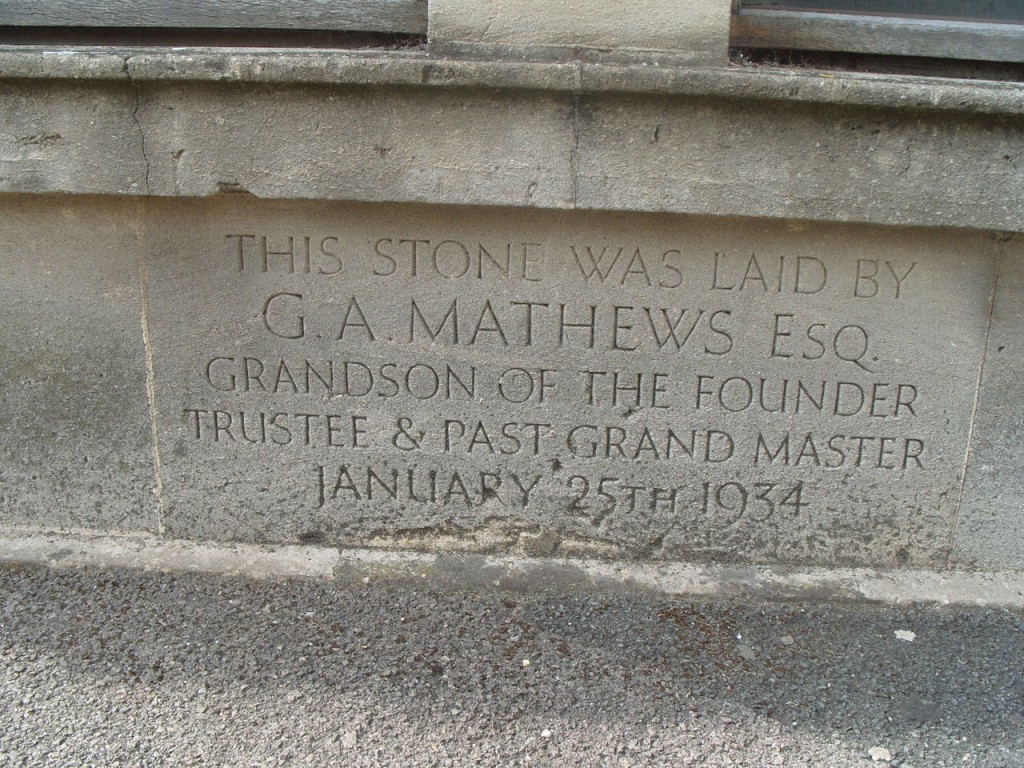 THIS STONE WAS LAID BY
G. A. MATHEWS ESQ.
GRANDSON OF THE FOUNDER
TRUSTEE & PAST GRAND MASTER
JANUARY 25TH 1934